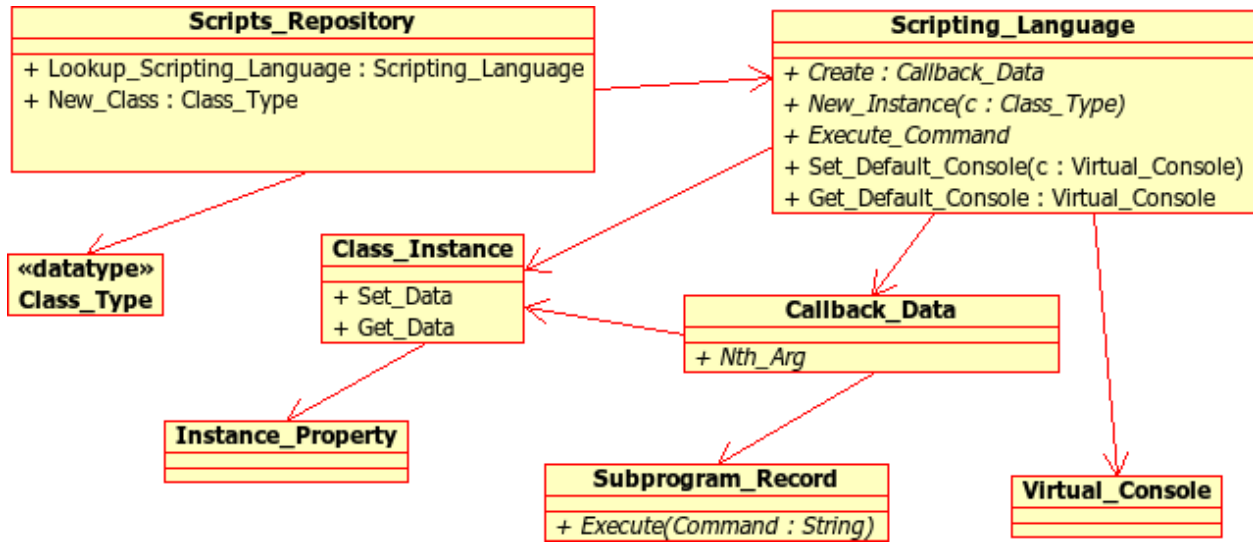 Scripts_Repository
+ Lookup_Scripting_Language : Scripting_Language
+ New_Class : Class_Type
Scripting_Language
+ Create : Callback_Data
+ New_Instance(c : Class_Type)
+ Execute_Command
+ Set_Default_Console(c : Virtual_Console)
+ Get_Default_Console : Virtual_Console
«datatype»
Class_Type
Class_Instance
+ Set_Data
+ Get_Data
Callback_Data
+ Nth_Arg
Instance_Property
Subprogram_Record
+ Execute(Command : String)
Virtual_Console